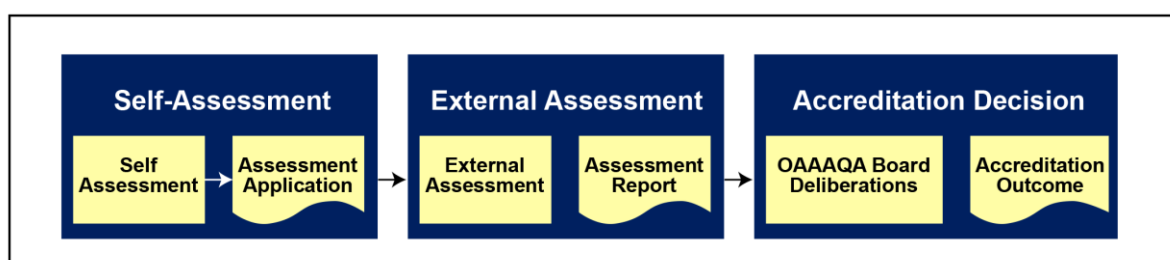 Self-Assessment
Self
Assessment
Assessment
Application
External Assessment
External
Assessment
Assessment
Report
Accreditation Decision
OAAAQA Board
Deliberations
Accreditation
Outcome